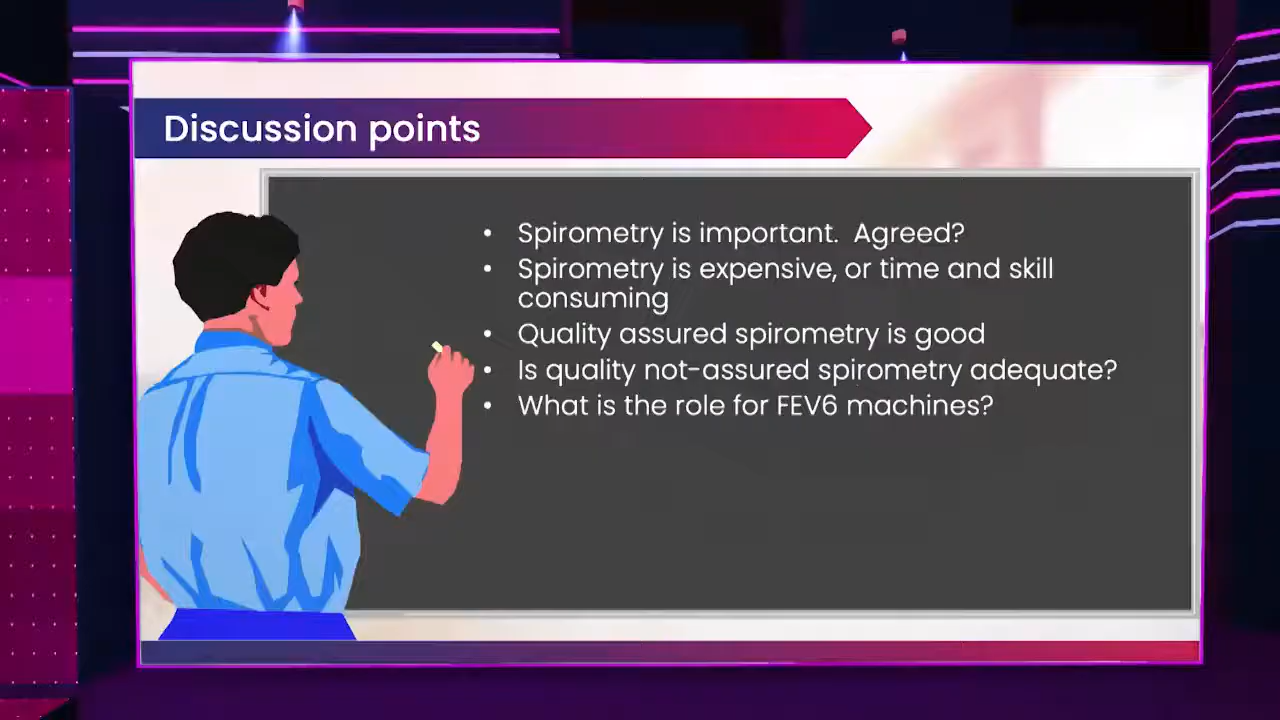 Discussion points
• Spirometry is important.  Agreed?
• Spirometry is expensive, or time and skill
consuming
• Quality assured spirometry is good
• Is quality not-assured spirometry adequate?
• What is the role for FEV6 machines?